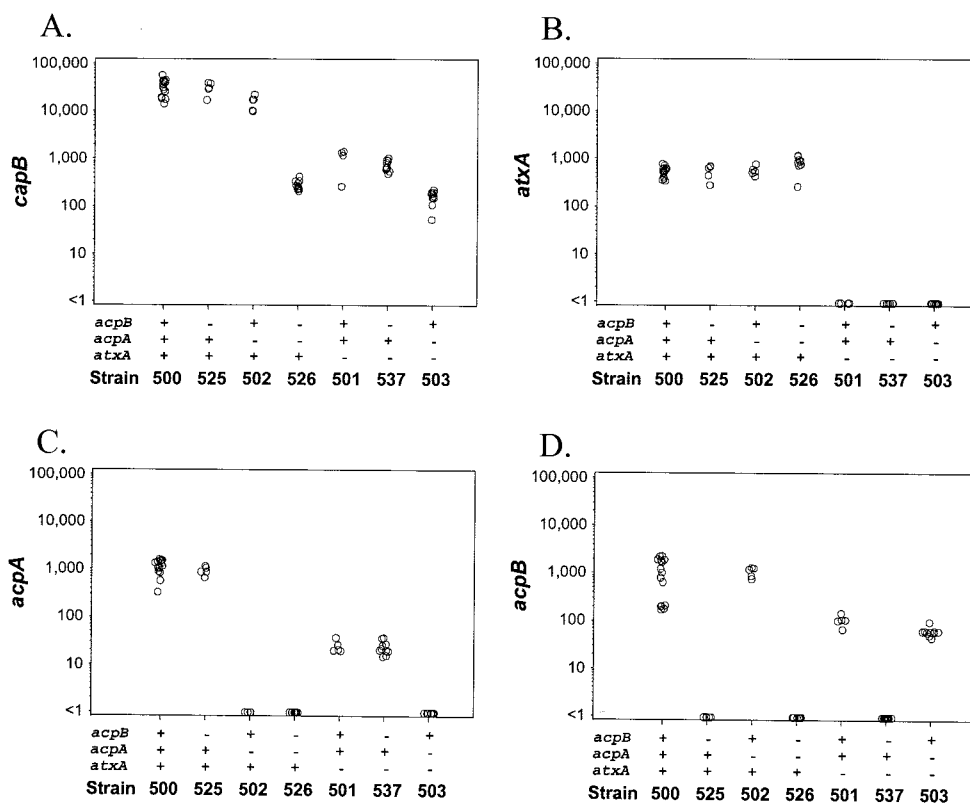 A.
B.
100,000
10,000
1,000
100
10
<1
capB
acpB + - + - + - +
acpA + + - - + + -
atxA + + + + - - -
Strain 500 525 502 526 501 537 503
100,000
10,000
1,000
100
10
<1
atxA
acpB + - + - + - +
acpA + + - - + + -
atxA + + + + - - -
Strain 500 525 502 526 501 537 503
C.
D.
100,000
10,000
1,000
100
10
<1
acpA
acpB + - + - + - +
acpA + + - - + + -
atxA + + + + - - -
Strain 500 525 502 526 501 537 503
100,000
10,000
1,000
100
10
<1
acpB
acpB + - + - + - +
acpA + + - - + + -
atxA + + + + - - -
Strain 500 525 502 526 501 537 503